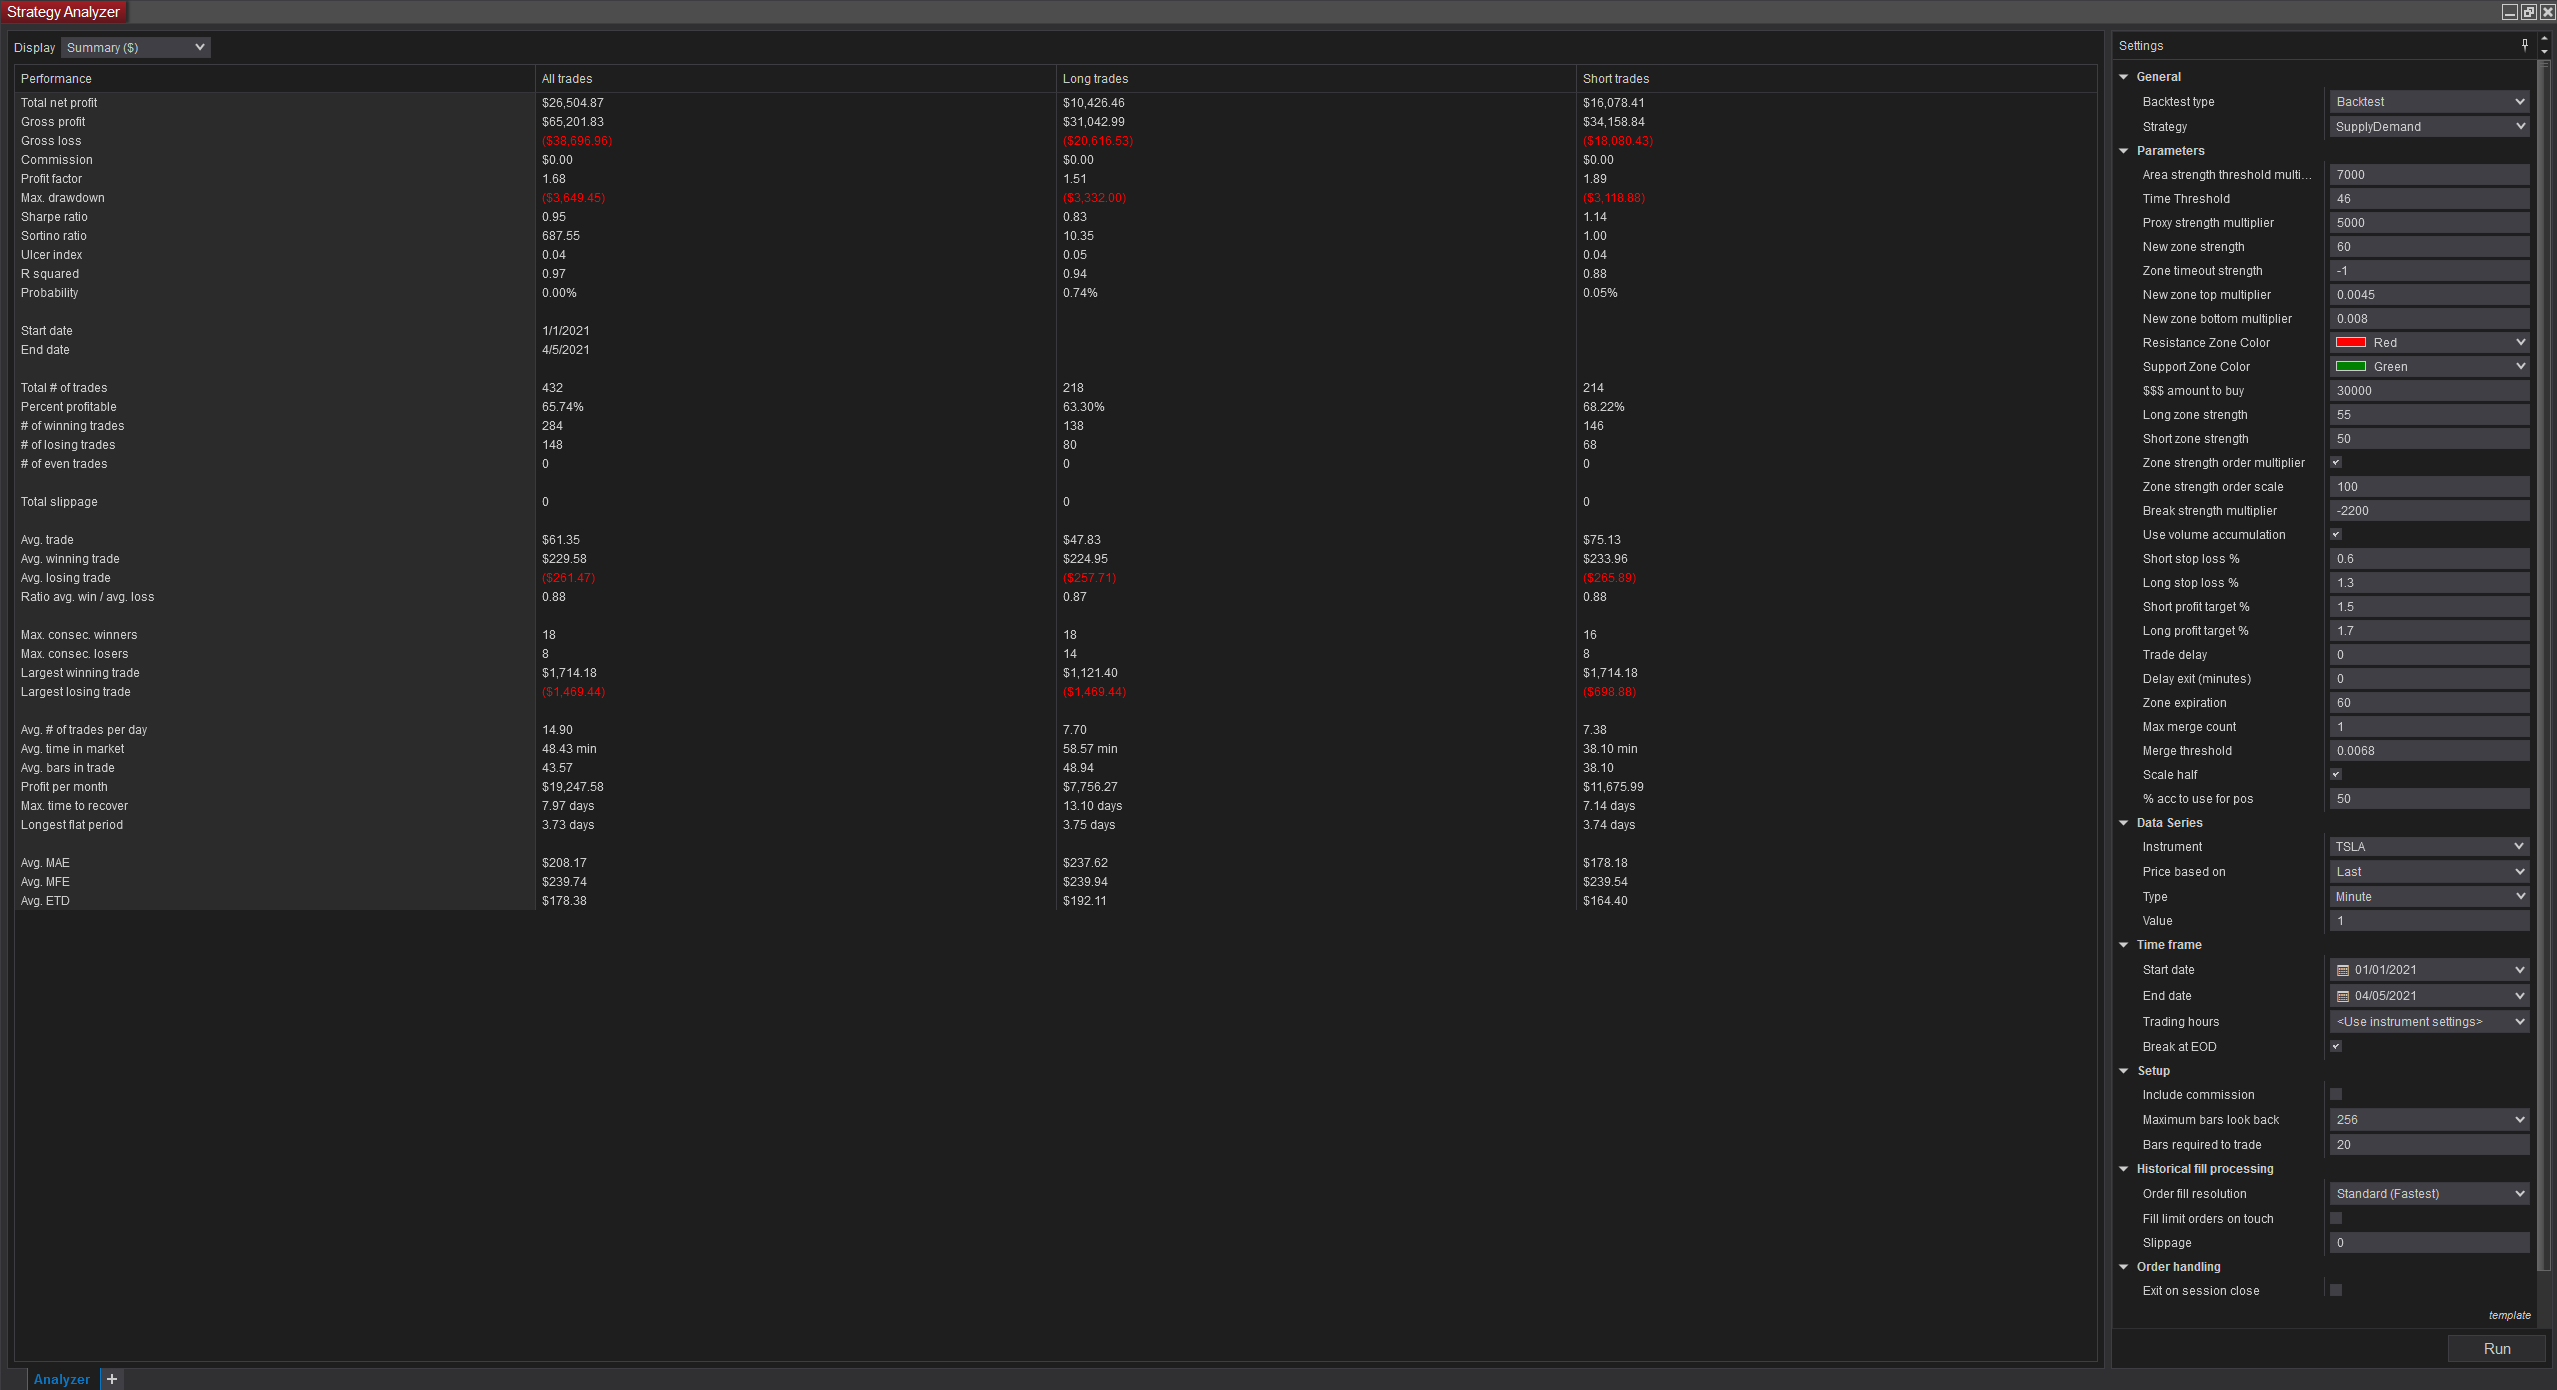 Strategy Analyzer
Display Summary ($)
Performance All trades Long trades Short trades
Total net profit $26,504.87 $10,426.46 $16,078.41
Gross profit $65,201.83 $31,042.99 $34,158.84
Gross loss ($38,696.96) ($20,616.53) ($18,080.43)
Commission $0.00 $0.00 $0.00
Profit factor 1.68 1.51 1.89
Max. drawdown ($3,649.45) ($3,332.00) ($3,118.88)
Sharpe ratio 0.95 0.83 1.14
Sortino ratio 687.55 10.35 1.00
Ulcer index 0.04 0.05 0.04
R squared 0.97 0.94 0.88
Probability 0.00% 0.74% 0.05%
Start date 1/1/2021
End date 4/5/2021
Total # of trades 432 218 214
Percent profitable 65.74% 63.30% 68.22%
# of winning trades 284 138 146
# of losing trades 148 80 68
# of even trades 0 0 0
Total slippage 0 0 0
Avg. trade $61.35 $47.83 $75.13
Avg. winning trade $229.58 $224.95 $233.96
Avg. losing trade ($261.47) ($257.71) ($265.89)
Ratio avg. win / avg. loss 0.88 0.87 0.88
Max. consec. winners 18 18 16
Max. consec. losers 8 14 8
Largest winning trade $1,714.18 $1,121.40 $1,714.18
Largest losing trade ($1,469.44) ($1,469.44) ($698.88)
Avg. # of trades per day 14.90 7.70 7.38
Avg. time in market 48.43 min 58.57 min 38.10 min
Avg. bars in trade 43.57 48.94 38.10
Profit per month $19,247.58 $7,756.27 $11,675.99
Max. time to recover 7.97 days 13.10 days 7.14 days
Longest flat period 3.73 days 3.75 days 3.74 days
Avg. MAE $208.17 $237.62 $178.18
Avg. MFE $239.74 $239.94 $239.54
Avg. ETD $178.38 $192.11 $164.40
Analyzer +
Settings
General
Backtest type Backtest
Strategy SupplyDemand
Parameters
Area strength threshold multi... 7000
Time Threshold 46
Proxy strength multiplier 5000
New zone strength 60
Zone timeout strength -1
New zone top multiplier 0.0045
New zone bottom multiplier 0.008
Resistance Zone Color Red
Support Zone Color Green
$$$ amount to buy 30000
Long zone strength 55
Short zone strength 50
Zone strength order multiplier
Zone strength order scale 100
Break strength multiplier -2200
Use volume accumulation
Short stop loss % 0.6
Long stop loss % 1.3
Short profit target % 1.5
Long profit target % 1.7
Trade delay 0
Delay exit (minutes) 0
Zone expiration 60
Max merge count 1
Merge threshold 0.0068
Scale half
% acc to use for pos 50
Data Series
Instrument TSLA
Price based on Last
Type Minute
Value 1
Time frame
Start date 01/01/2021
End date 04/05/2021
Trading hours <Use instrument settings>
Break at EOD
Setup
Include commission
Maximum bars look back 256
Bars required to trade 20
Historical fill processing
Order fill resolution Standard (Fastest)
Fill limit orders on touch
Slippage 0
Order handling
Exit on session close
template
Run